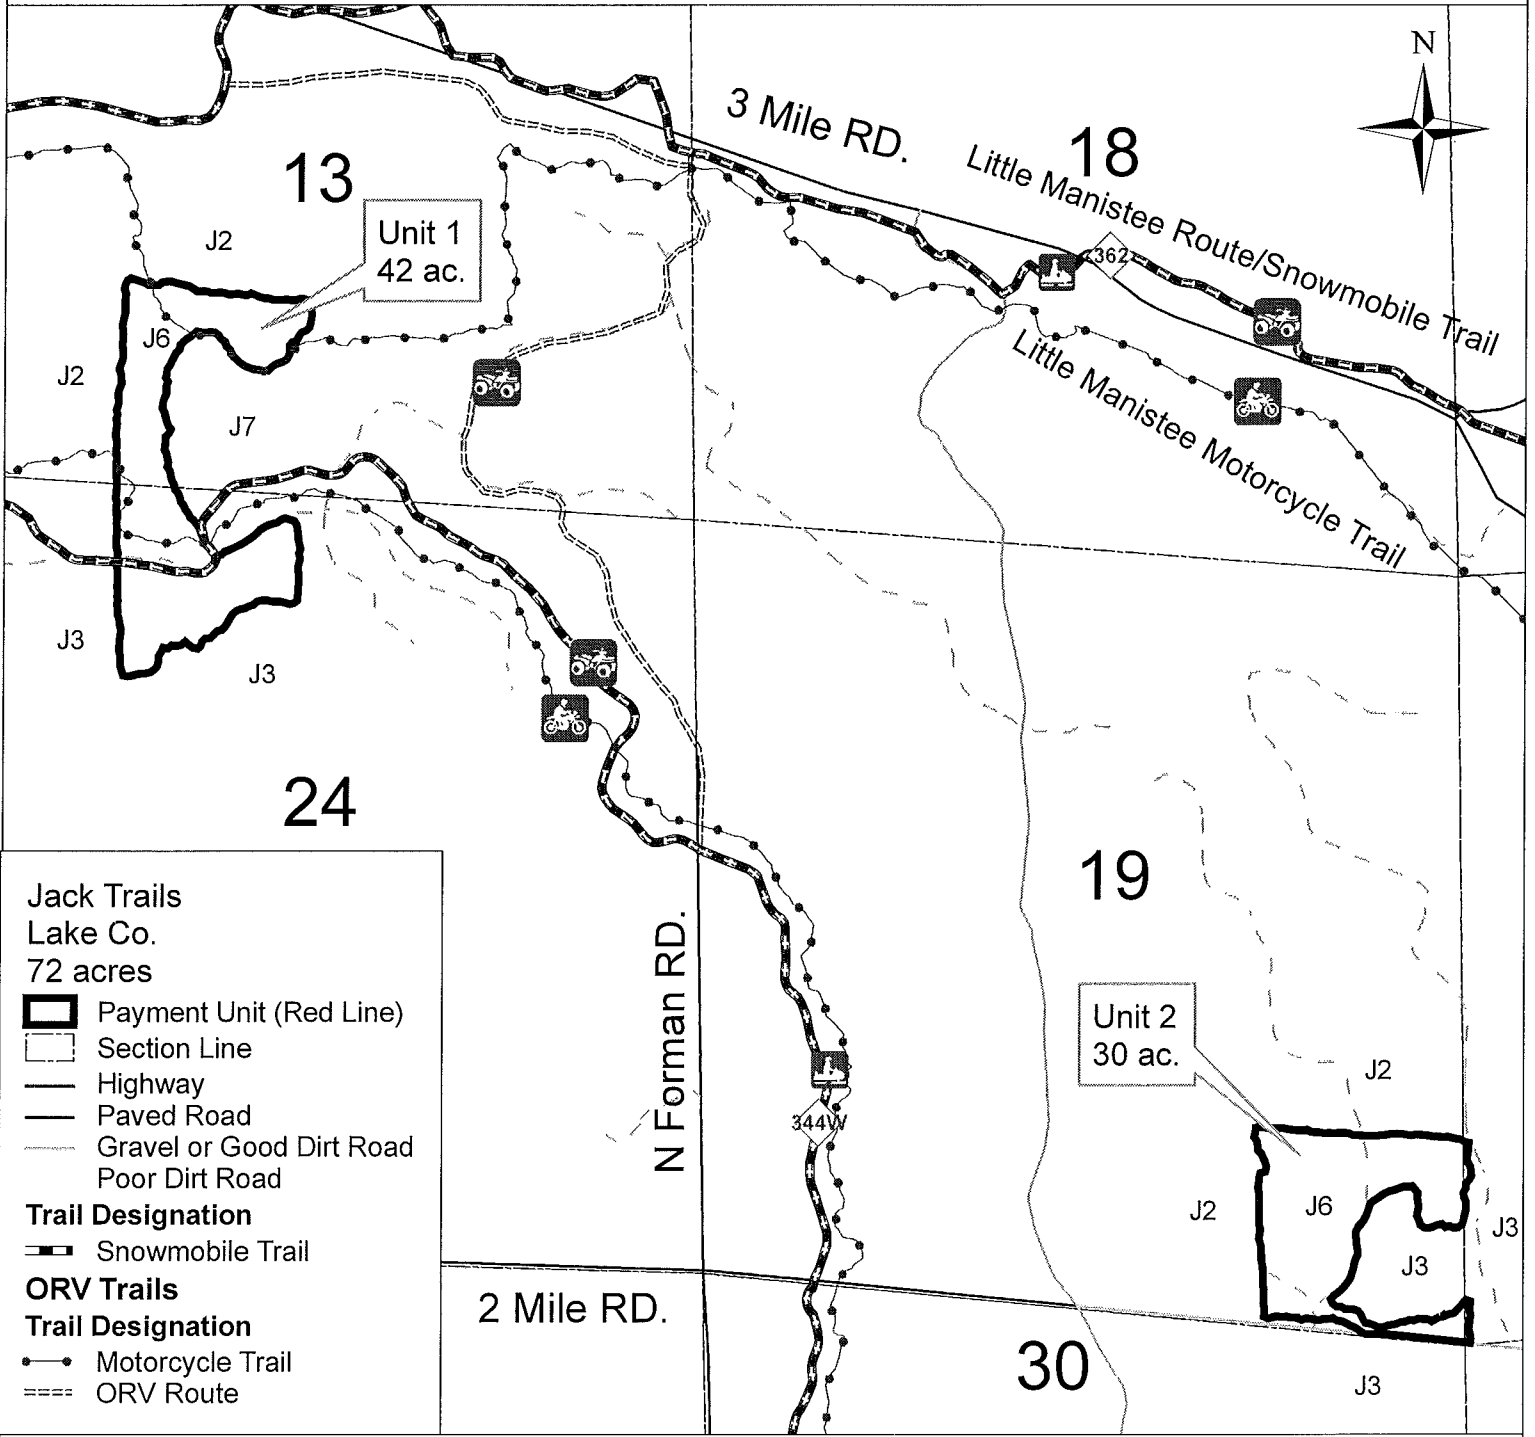 N
3 Mile RD.
18
Little Manistee Route/Snowmobile Trail
13
Unit 1
42 ac.
J2
362
J6
J2
J7
Little Manistee Motorcycle Trail
J3
J3
24
19
Jack Trails
Lake Co.
72 acres
Payment Unit (Red Line)
Section Line
Highway
Paved Road
Gravel or Good Dirt Road
Poor Dirt Road
Trail Designation
Snowmobile Trail
ORV Trails
Trail Designation
Motorcycle Trail
ORV Route
N Forman RD.
Unit 2
30 ac.
J2
344W
J2
J6
J3
J3
2 Mile RD.
30
J3